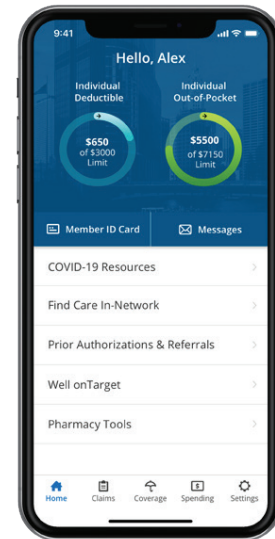 9:41
Hello, Alex
Individual
Deductible
$650
of $3000
Limit
Individual
Out-of-Pocket
$5500
of $7150
Limit
Member ID Card
Messages
COVID-19 Resources
Find Care In-Network
Prior Authorizations & Referrals
Well onTarget
Pharmacy Tools
Home
Claims
Coverage
Spending
Settings